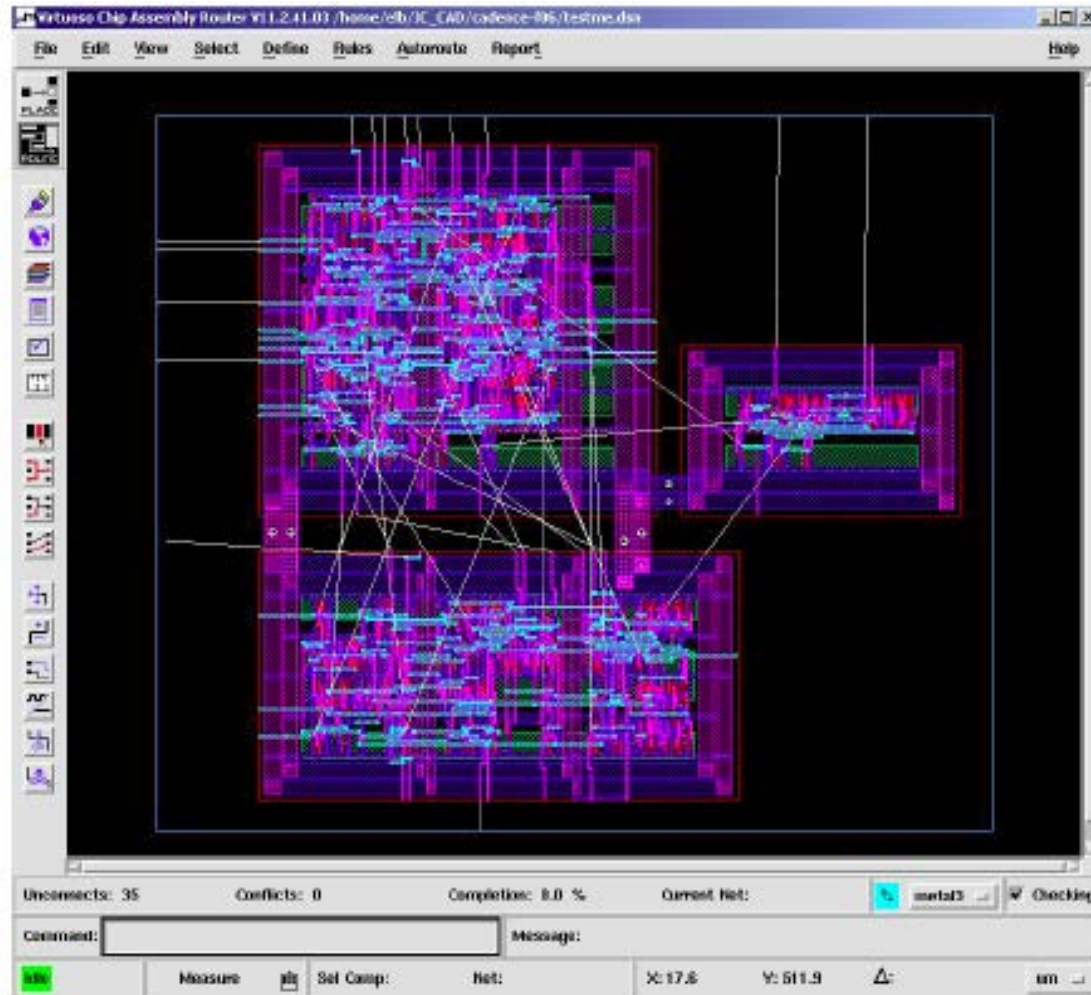 Virtuoso Chip Assembly Router V11.2.41.03 /home/elb/IC_CAD/cadence-f06/testme.dsn
File Edit View Select Define Rules Autoroute Report Help
PLACE
ROUTE
Unconnects: 35 Conflicts: 0 Completion: 8.0 % Current Net: metal3 Checking
Command: Message:
Idle Measure Sel Comp: Net: X: 17.6 Y: 511.9 Δ: um